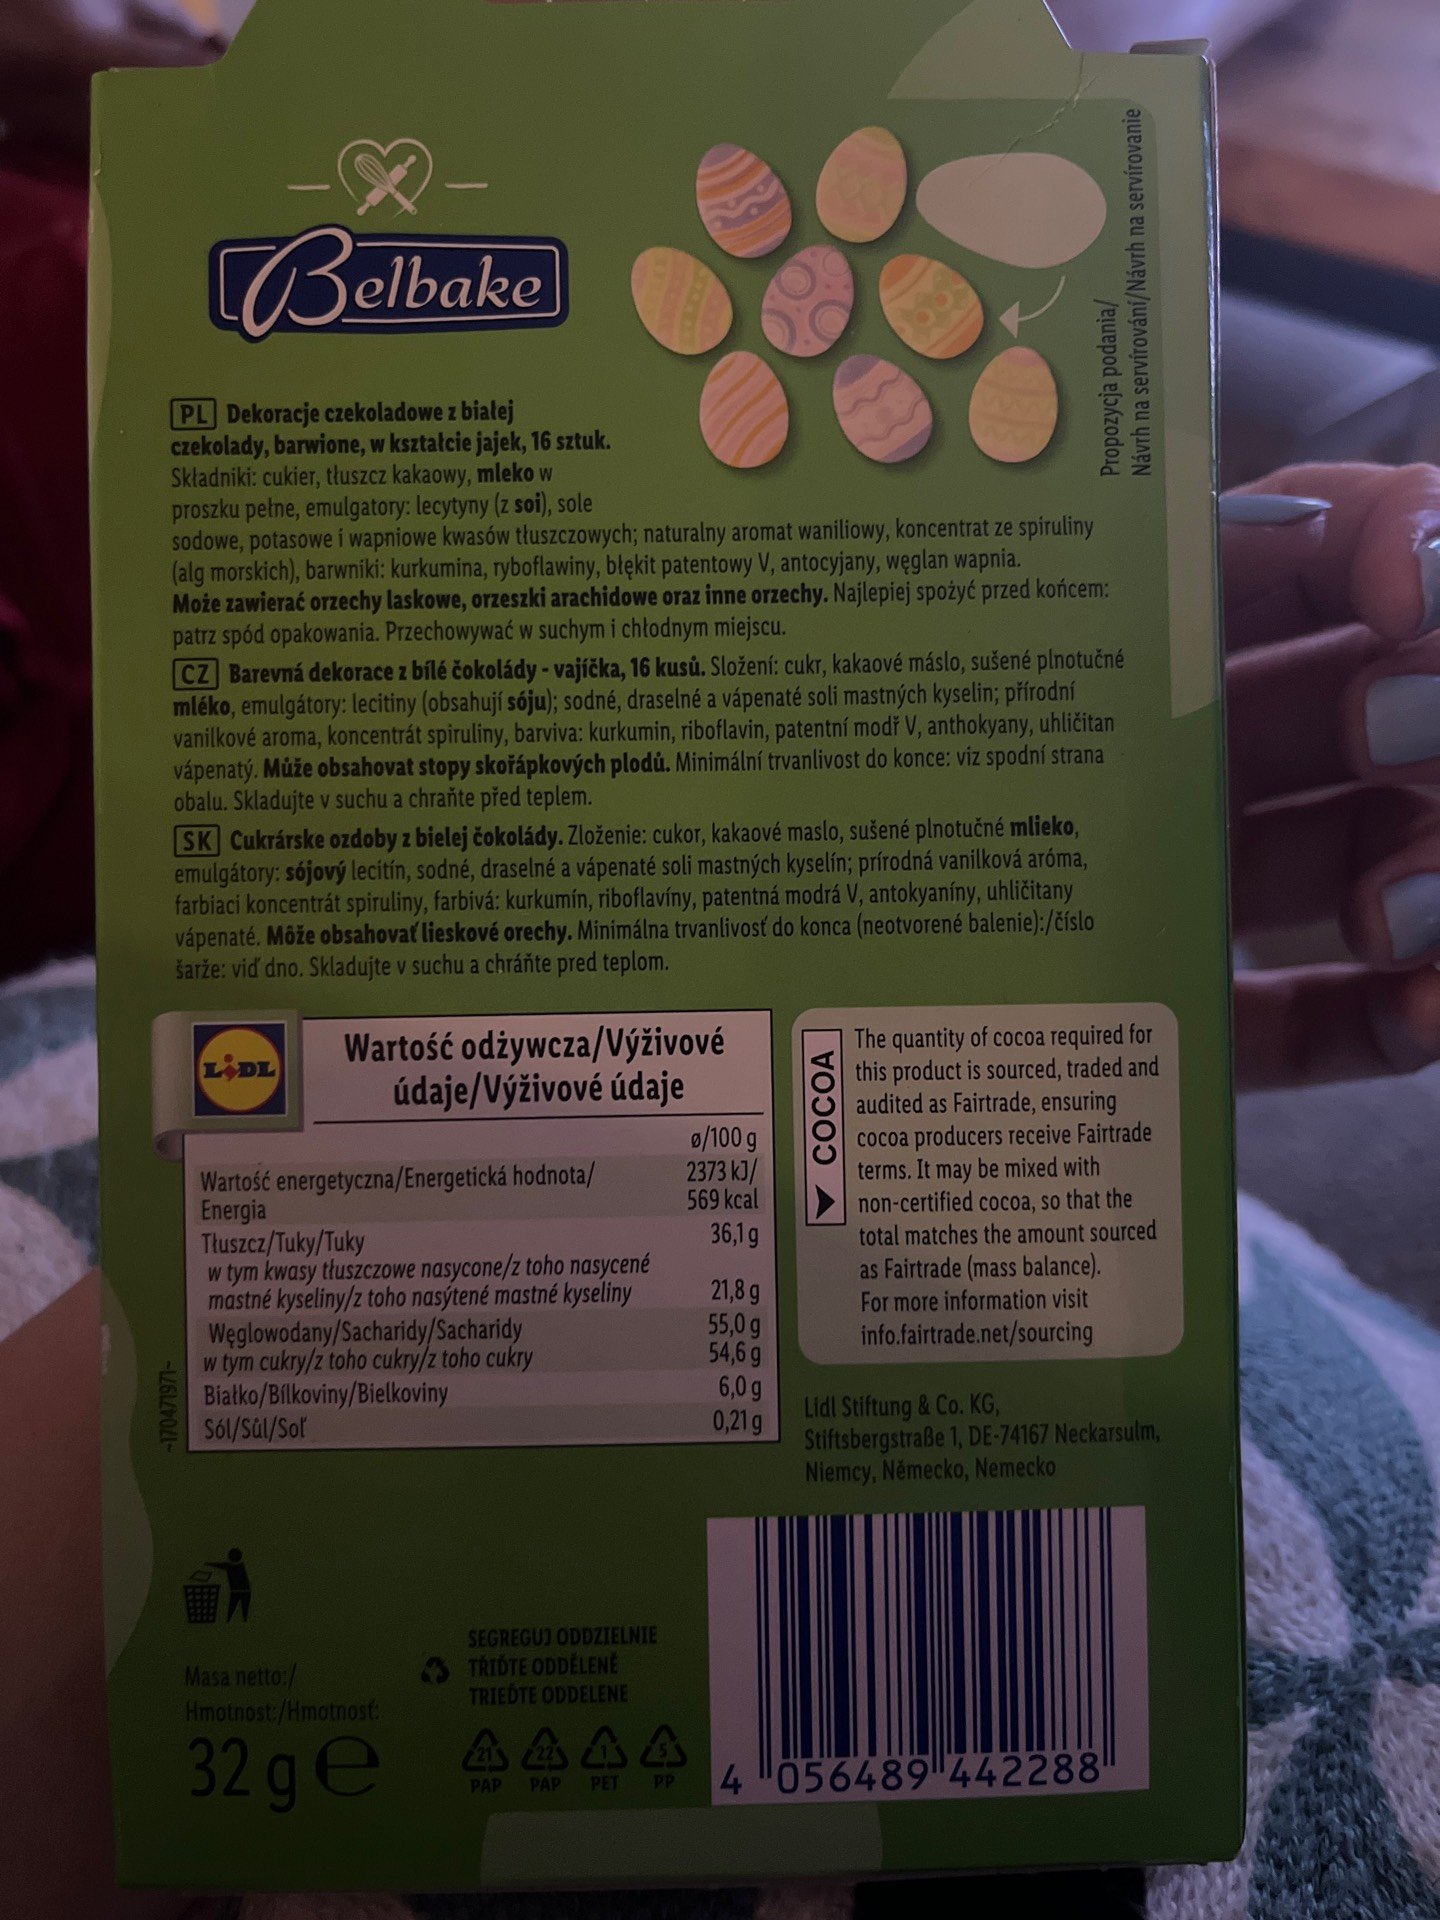 Belbake
Propozycja podania/
Návrh na servírování/Návrh na servírovanie
PL Dekoracje czekoladowe z białej
czekolady, barwione, w kształcie jajek, 16 sztuk.
Składniki: cukier, tłuszcz kakaowy, mleko w
proszku pełne, emulgatory: lecytyny (z soi), sole
sodowe, potasowe i wapniowe kwasów tłuszczowych; naturalny aromat waniliowy, koncentrat ze spiruliny
(alg morskich), barwniki: kurkumina, ryboflawiny, błękit patentowy V, antocyjany, węglan wapnia.
Może zawierać orzechy laskowe, orzeszki arachidowe oraz inne orzechy. Najlepiej spożyć przed końcem:
patrz spód opakowania. Przechowywać w suchym i chłodnym miejscu.
CZ Barevná dekorace z bílé čokolády - vajíčka, 16 kusů. Složení: cukr, kakaové máslo, sušené plnotučné
mléko, emulgátory: lecitiny (obsahují sóju); sodné, draselné a vápenaté soli mastných kyselin; přírodní
vanilkové aroma, koncentrát spiruliny, barviva: kurkumin, riboflavin, patentní modř V, anthokyany, uhličitan
vápenatý. Může obsahovat stopy skořápkových plodů. Minimální trvanlivost do konce: viz spodní strana
obalu. Skladujte v suchu a chraňte před teplem.
SK Cukrárske ozdoby z bielej čokolády. Zloženie: cukor, kakaové maslo, sušené plnotučné mlieko,
emulgátory: sójový lecitín, sodné, draselné a vápenaté soli mastných kyselín; prírodná vanilková aróma,
farbiaci koncentrát spiruliny, farbivá: kurkumín, riboflavíny, patentná modrá V, antokyaníny, uhličitany
vápenaté. Môže obsahovať lieskové orechy. Minimálna trvanlivosť do konca (neotvorené balenie):/číslo
šarže: viď dno. Skladujte v suchu a chráňte pred teplom.
LIDL
Wartość odżywcza/Výživové
údaje/Výživové údaje
ø/100 g
Wartość energetyczna/Energetická hodnota/ 2373 kJ/
Energia 569 kcal
Tłuszcz/Tuky/Tuky 36,1 g
w tym kwasy tłuszczowe nasycone/z toho nasycené
mastné kyseliny/z toho nasýtené mastné kyseliny 21,8 g
Węglowodany/Sacharidy/Sacharidy 55,0 g
w tym cukry/z toho cukry/z toho cukry 54,6 g
Białko/Bílkoviny/Bielkoviny 6,0 g
Sól/Sůl/Soľ 0,21 g
~170471971~
COCOA
The quantity of cocoa required for
this product is sourced, traded and
audited as Fairtrade, ensuring
cocoa producers receive Fairtrade
terms. It may be mixed with
non-certified cocoa, so that the
total matches the amount sourced
as Fairtrade (mass balance).
For more information visit
info.fairtrade.net/sourcing
Lidl Stiftung & Co. KG,
Stiftsbergstraße 1, DE-74167 Neckarsulm,
Niemcy, Německo, Nemecko
Masa netto:/
Hmotnost:/Hmotnosť:
32 g e
SEGREGUJ ODDZIELNIE
TŘIĎTE ODDĚLENĚ
TRIEĎTE ODDELENE
21 22 1 5
PAP PAP PET PP
4 056489 442288